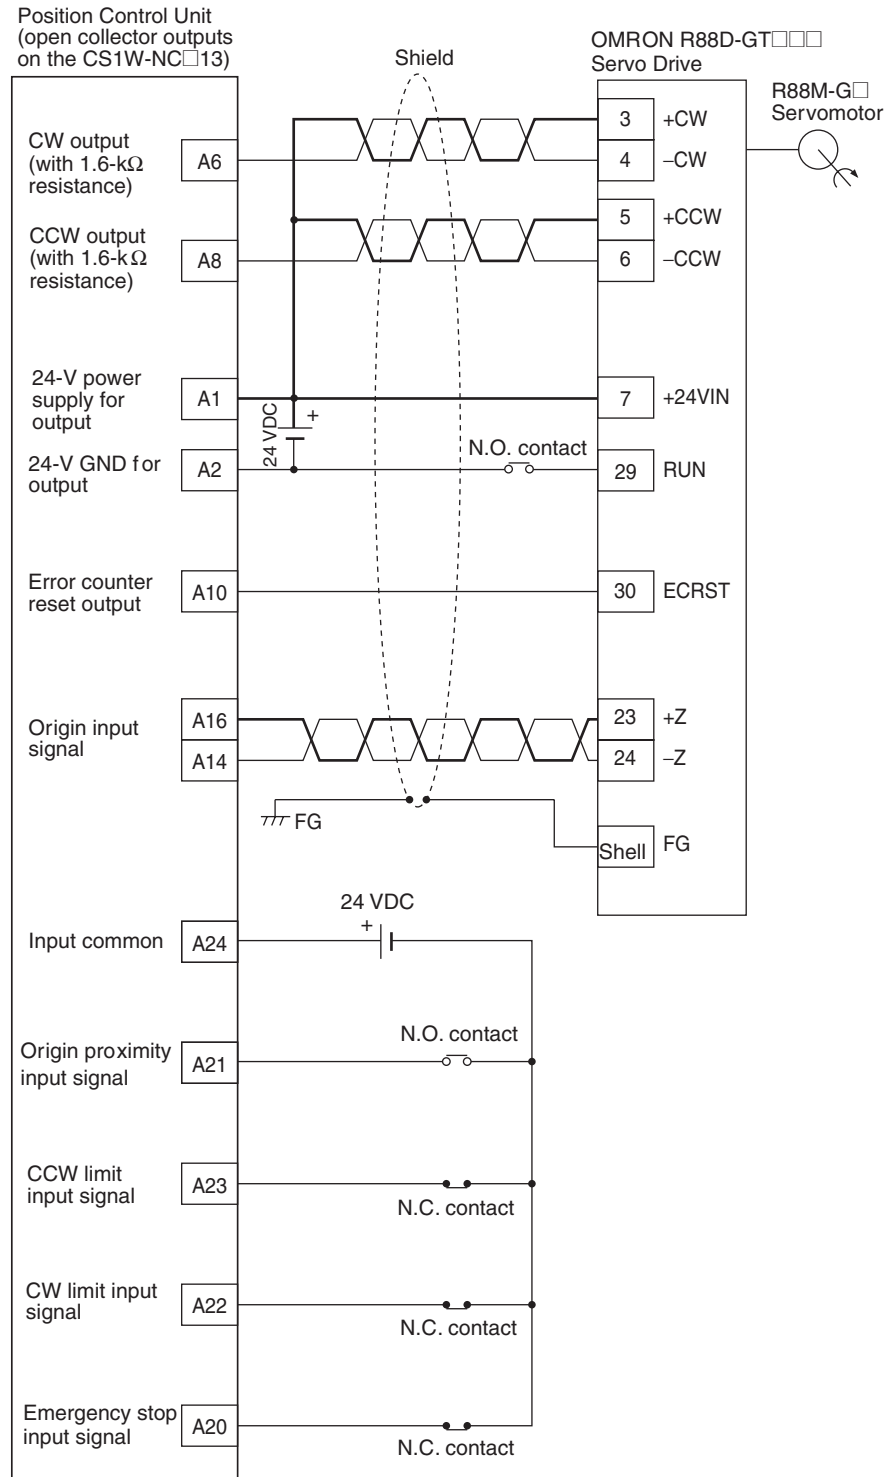 Position Control Unit
(open collector outputs
on the CS1W-NC□13)
Shield
OMRON R88D-GT□□□
Servo Drive
R88M-G□
Servomotor
CW output
(with 1.6-kΩ
resistance)
A6
3
+CW
4
−CW
CCW output
(with 1.6-kΩ
resistance)
A8
5
+CCW
6
−CCW
24-V power
supply for
output
A1
7
+24VIN
24 VDC
+
24-V GND for
output
A2
N.O. contact
29
RUN
Error counter
reset output
A10
30
ECRST
Origin input
signal
A16
A14
23
+Z
24
−Z
FG
Shell
FG
24 VDC
+
Input common
A24
N.O. contact
Origin proximity
input signal
A21
CCW limit
input signal
A23
N.C. contact
CW limit input
signal
A22
N.C. contact
Emergency stop
input signal
A20
N.C. contact